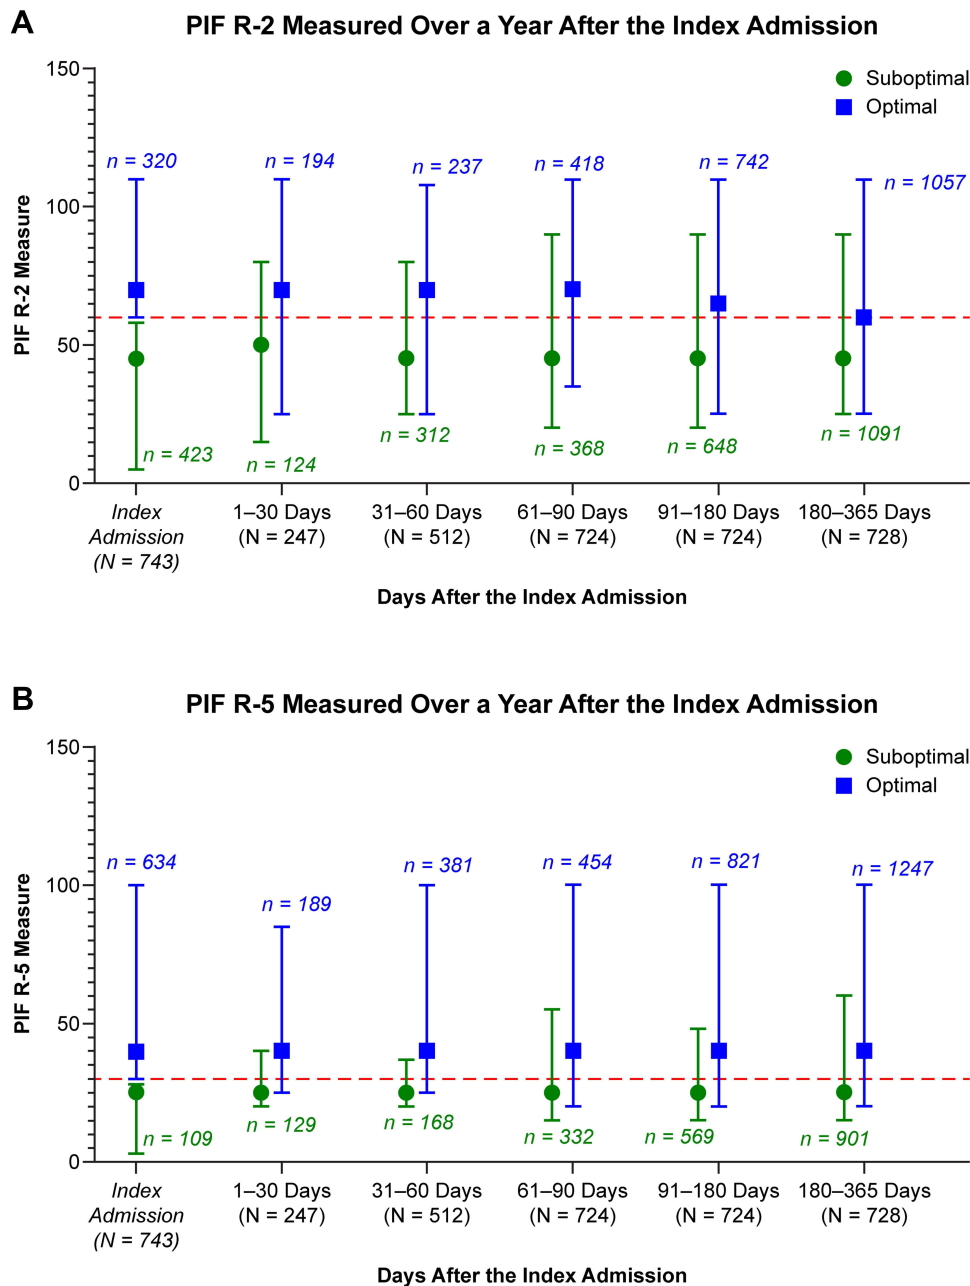 A
PIF R-2 Measured Over a Year After the Index Admission
Suboptimal
Optimal
PIF R-2 Measure
150
100
50
0
n = 320
n = 194
n = 237
n = 418
n = 742
n = 1057
n = 423
n = 124
n = 312
n = 368
n = 648
n = 1091
Index
Admission
(N = 743)
1–30 Days
(N = 247)
31–60 Days
(N = 512)
61–90 Days
(N = 724)
91–180 Days
(N = 724)
180–365 Days
(N = 728)
Days After the Index Admission
B
PIF R-5 Measured Over a Year After the Index Admission
Suboptimal
Optimal
PIF R-5 Measure
150
100
50
0
n = 634
n = 189
n = 381
n = 454
n = 821
n = 1247
n = 109
n = 129
n = 168
n = 332
n = 569
n = 901
Index
Admission
(N = 743)
1–30 Days
(N = 247)
31–60 Days
(N = 512)
61–90 Days
(N = 724)
91–180 Days
(N = 724)
180–365 Days
(N = 728)
Days After the Index Admission